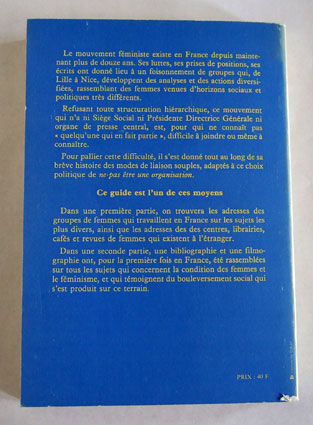 Le mouvement féministe existe en France depuis mainte-
nant plus de douze ans. Ses luttes, ses prises de positions, ses
écrits ont donné lieu à un foisonnement de groupes qui, de
Lille à Nice, développent des analyses et des actions diversi-
fiées, rassemblant des femmes venues d'horizons sociaux et
politiques très différents.
Refusant toute structuration hiérarchique, ce mouvement
qui n'a ni Siège Social ni Présidente Directrice Générale ni
organe de presse central, est, pour qui ne connaît pas
« quelqu'une qui en fait partie », difficile à joindre ou même à
connaître.
Pour pallier cette difficulté, il s'est donné tout au long de sa
brève histoire des modes de liaison souples, adaptés à ce choix
politique de ne-pas être une organisation.
Ce guide est l'un de ces moyens
Dans une première partie, on trouvera les adresses des
groupes de femmes qui travaillent en France sur les sujets les
plus divers, ainsi que les adresses des des centres, librairies,
cafés et revues de femmes qui existent à l'étranger.
Dans une seconde partie, une bibliographie et une filmo-
graphie ont, pour la première fois en France, été rassemblées
sur tous les sujets qui concernent la condition des femmes et
le féminisme, et qui témoignent du bouleversement social qui
s'est produit sur ce terrain.
PRIX : 40 F